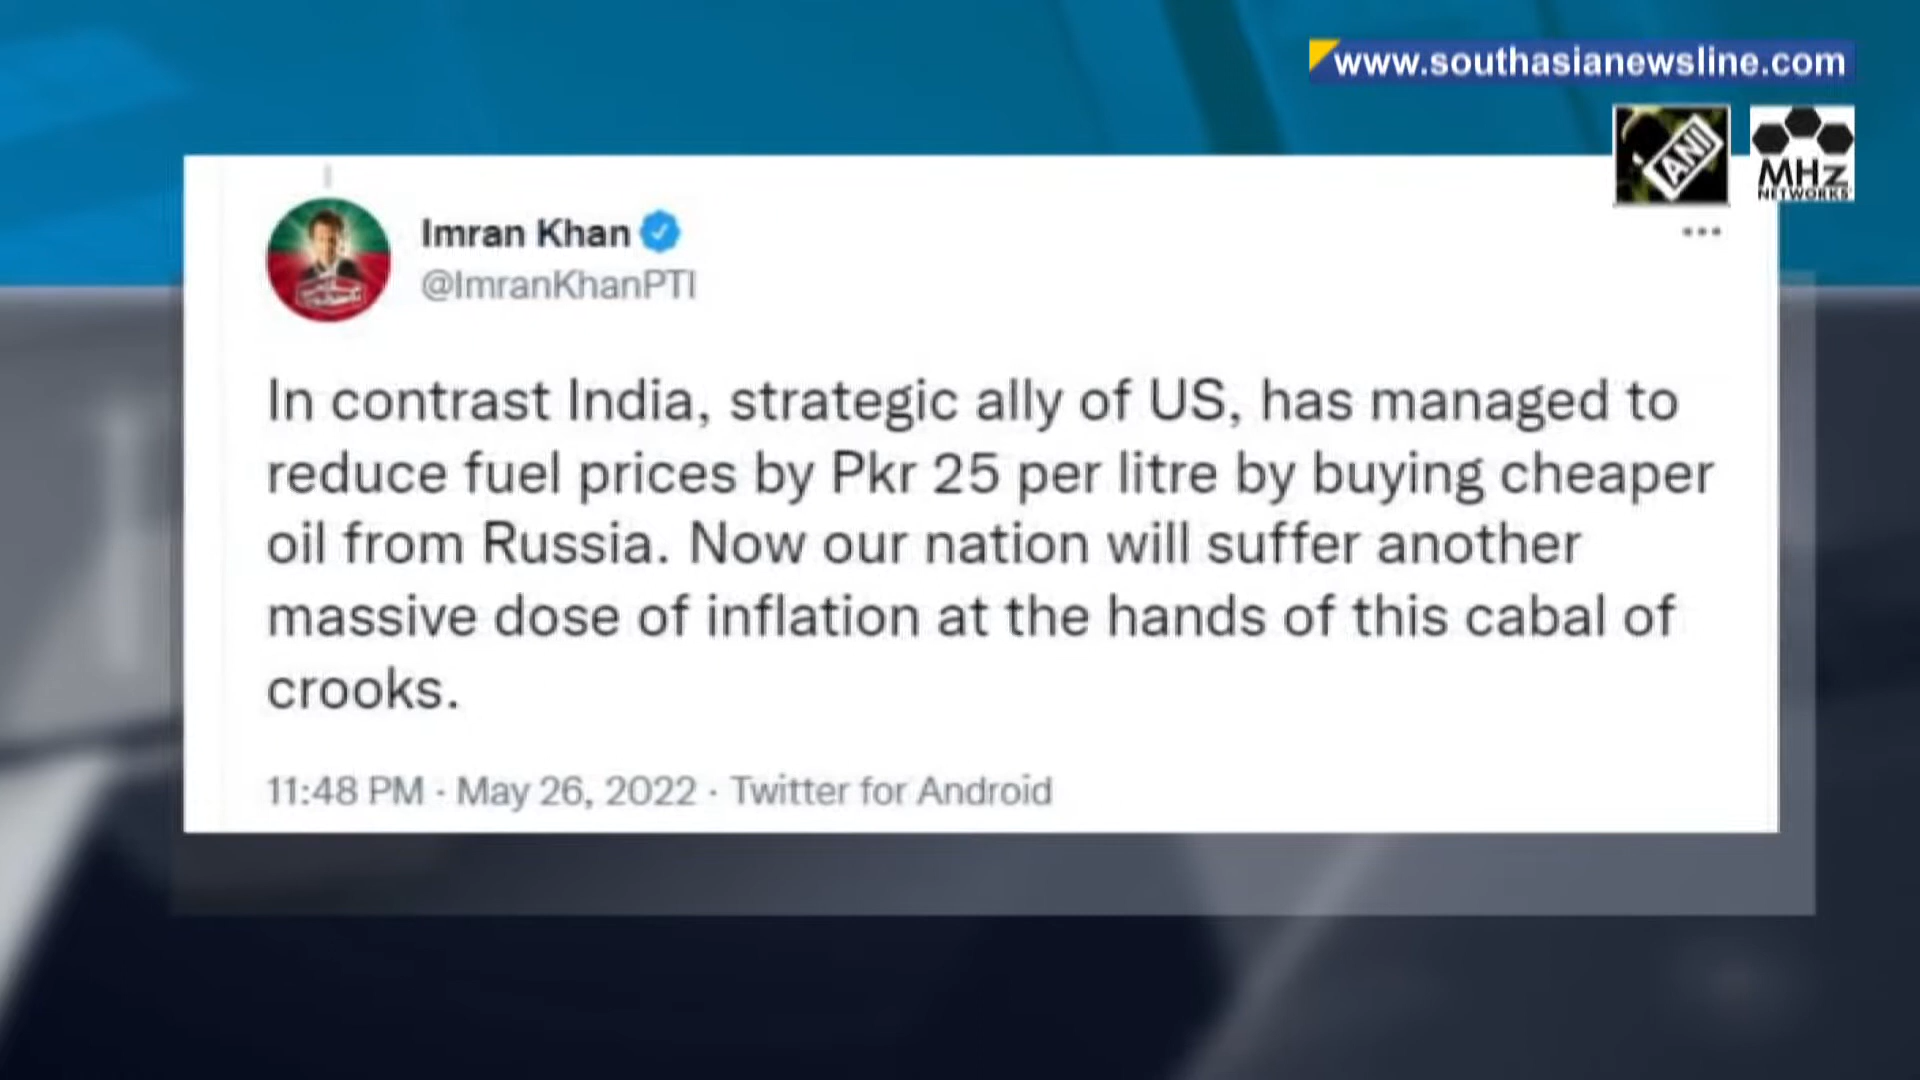 www.southasianewsline.com
ANI
MHz
NETWORKS
Imran Khan
@ImranKhanPTI
In contrast India, strategic ally of US, has managed to
reduce fuel prices by Pkr 25 per litre by buying cheaper
oil from Russia. Now our nation will suffer another
massive dose of inflation at the hands of this cabal of
crooks.
11:48 PM · May 26, 2022 · Twitter for Android